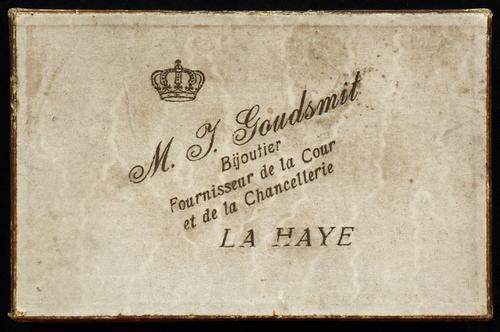 M. J. Goudsmit
Bijoutier
Fournisseur de la Cour
et de la Chancellerie
LA HAYE